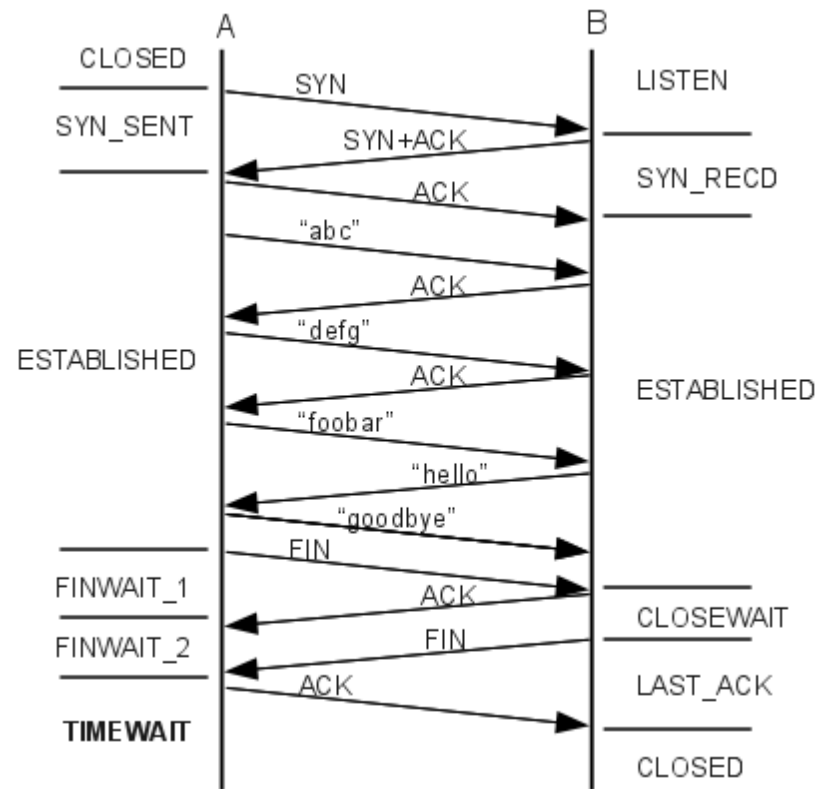 A
B
CLOSED
SYN
LISTEN
SYN_SENT
SYN+ACK
SYN_RECD
ACK
“abc”
ACK
“defg”
ESTABLISHED
ACK
ESTABLISHED
“foobar”
“hello”
“goodbye”
FIN
FINWAIT_1
ACK
CLOSEWAIT
FINWAIT_2
FIN
ACK
LAST_ACK
TIMEWAIT
CLOSED